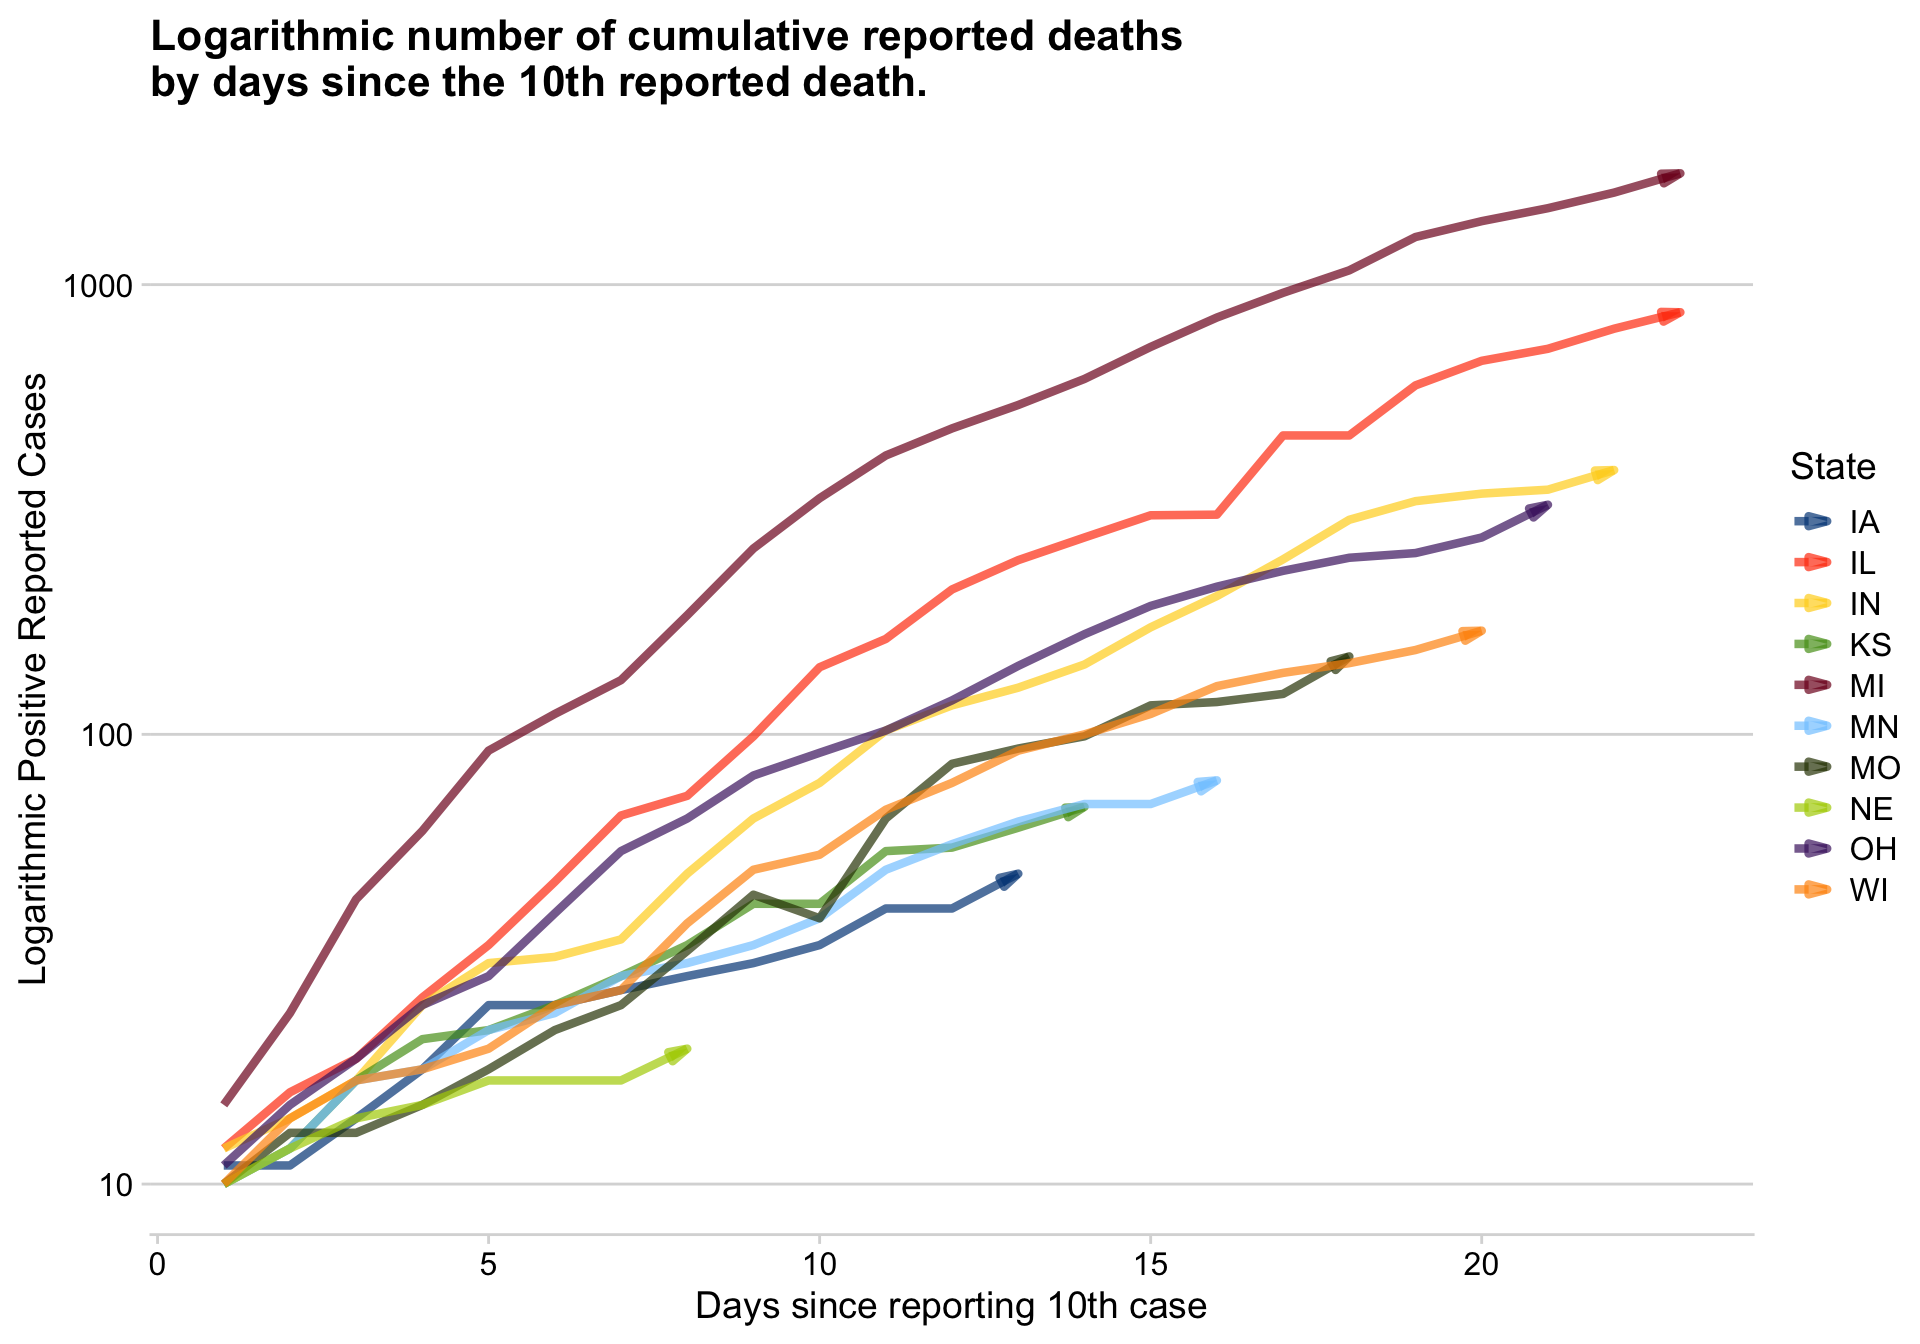 Logarithmic number of cumulative reported deaths
by days since the 10th reported death.
Logarithmic Positive Reported Cases
1000
100
10
0 5 10 15 20
Days since reporting 10th case
State
IA
IL
IN
KS
MI
MN
MO
NE
OH
WI